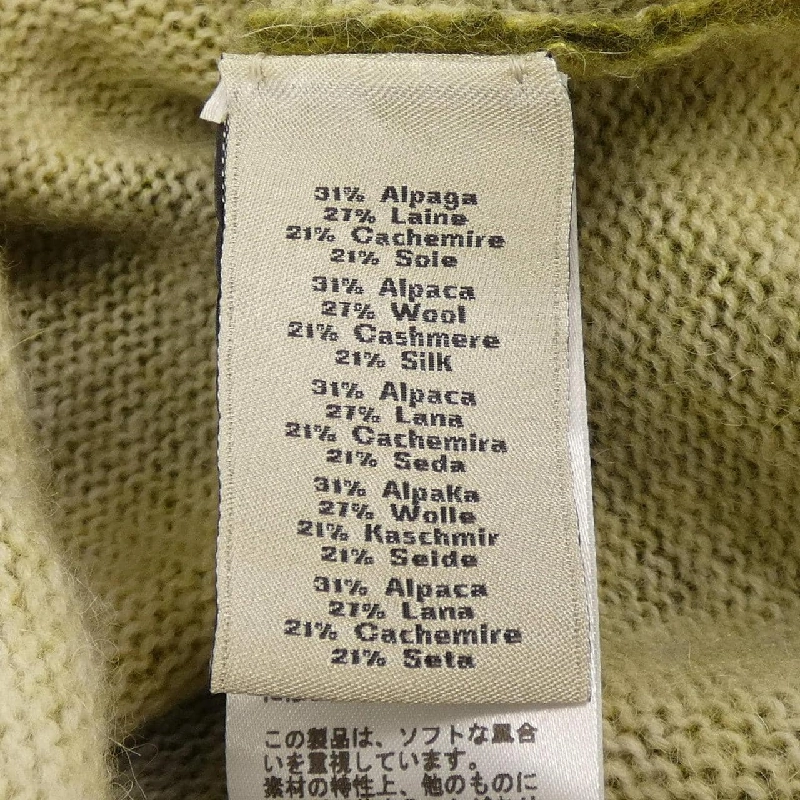 31% Alpaga
27% Laine
21% Cachemire
21% Soie
31% Alpaca
27% Wool
21% Cashmere
21% Silk
31% Alpaca
27% Lana
21% Cachemira
21% Seda
31% Alpaka
27% Wolle
21% Kaschmir
21% Seide
31% Alpaca
27% Lana
21% Cachemire
21% Seta
この製品は、ソフトな風合
いを重視しています。
素材の特性上、他のものに